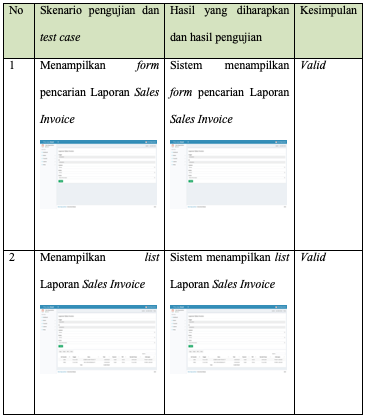 No Skenario pengujian dan test case Hasil yang diharapkan dan hasil pengujian Kesimpulan
1 Menampilkan form pencarian Laporan Sales Invoice Sistem menampilkan form pencarian Laporan Sales Invoice Valid
2 Menampilkan list Laporan Sales Invoice Sistem menampilkan list Laporan Sales Invoice Valid